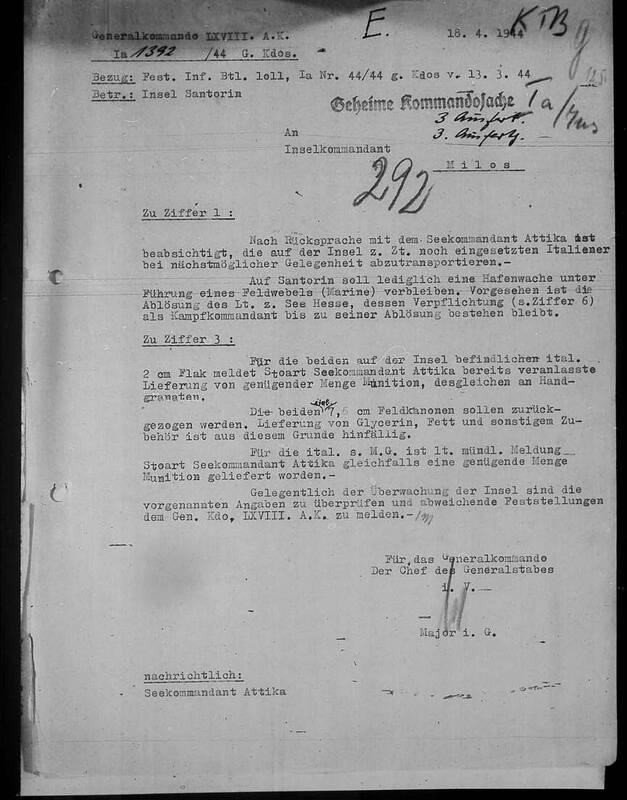 Generalkommando LXVIII. A.K.
E.
18. 4. 1944
KTB
Ia 1392 /44 G. Kdos.
Bezug: Fest. Inf. Btl. loll, Ia Nr. 44/44 g. Kdos v. 13. 3. 44
Betr.: Insel Santorin
Geheime Kommandosache
Ia
3 Ausfert.
3. Ausfertg.
An
Inselkommandant
Milos
292
Zu Ziffer 1 :
Nach Rücksprache mit dem Seekommandant Attika ist
beabsichtigt, die auf der Insel z. Zt. noch eingesetzten Italiener
bei nächstmöglicher Gelegenheit abzutransportieren.-
Auf Santorin soll lediglich eine Hafenwache unter
Führung eines Feldwebels (Marine) verbleiben. Vorgesehen ist die
Ablösung des Lt. z. See Hesse, dessen Verpflichtung (s.Ziffer 6)
als Kampfkommandant bis zu seiner Ablösung bestehen bleibt.
Zu Ziffer 3 :
Für die beiden auf der Insel befindlichen ital.
2 cm Flak meldet Stoart Seekommandant Attika bereits veranlasste
Lieferung von genügender Menge Munition, desgleichen an Hand-
granaten.
Die beiden 7,5 cm Feldkanonen sollen zurück-
gezogen werden. Lieferung von Glycerin, Fett und sonstigem Zu-
behör ist aus diesem Grunde hinfällig.
Für die ital. s. M.G. ist lt. mündl. Meldung
Stoart Seekommandant Attika gleichfalls eine genügende Menge
Munition geliefert worden.-
Gelegentlich der Überwachung der Insel sind die
vorgenannten Angaben zu überprüfen und abweichende Feststellungen
dem Gen. Kdo, LXVIII. A.K. zu melden.-
Für das Generalkommando
Der Chef des Generalstabes
i. V.
Major i. G.
nachrichtlich:
Seekommandant Attika